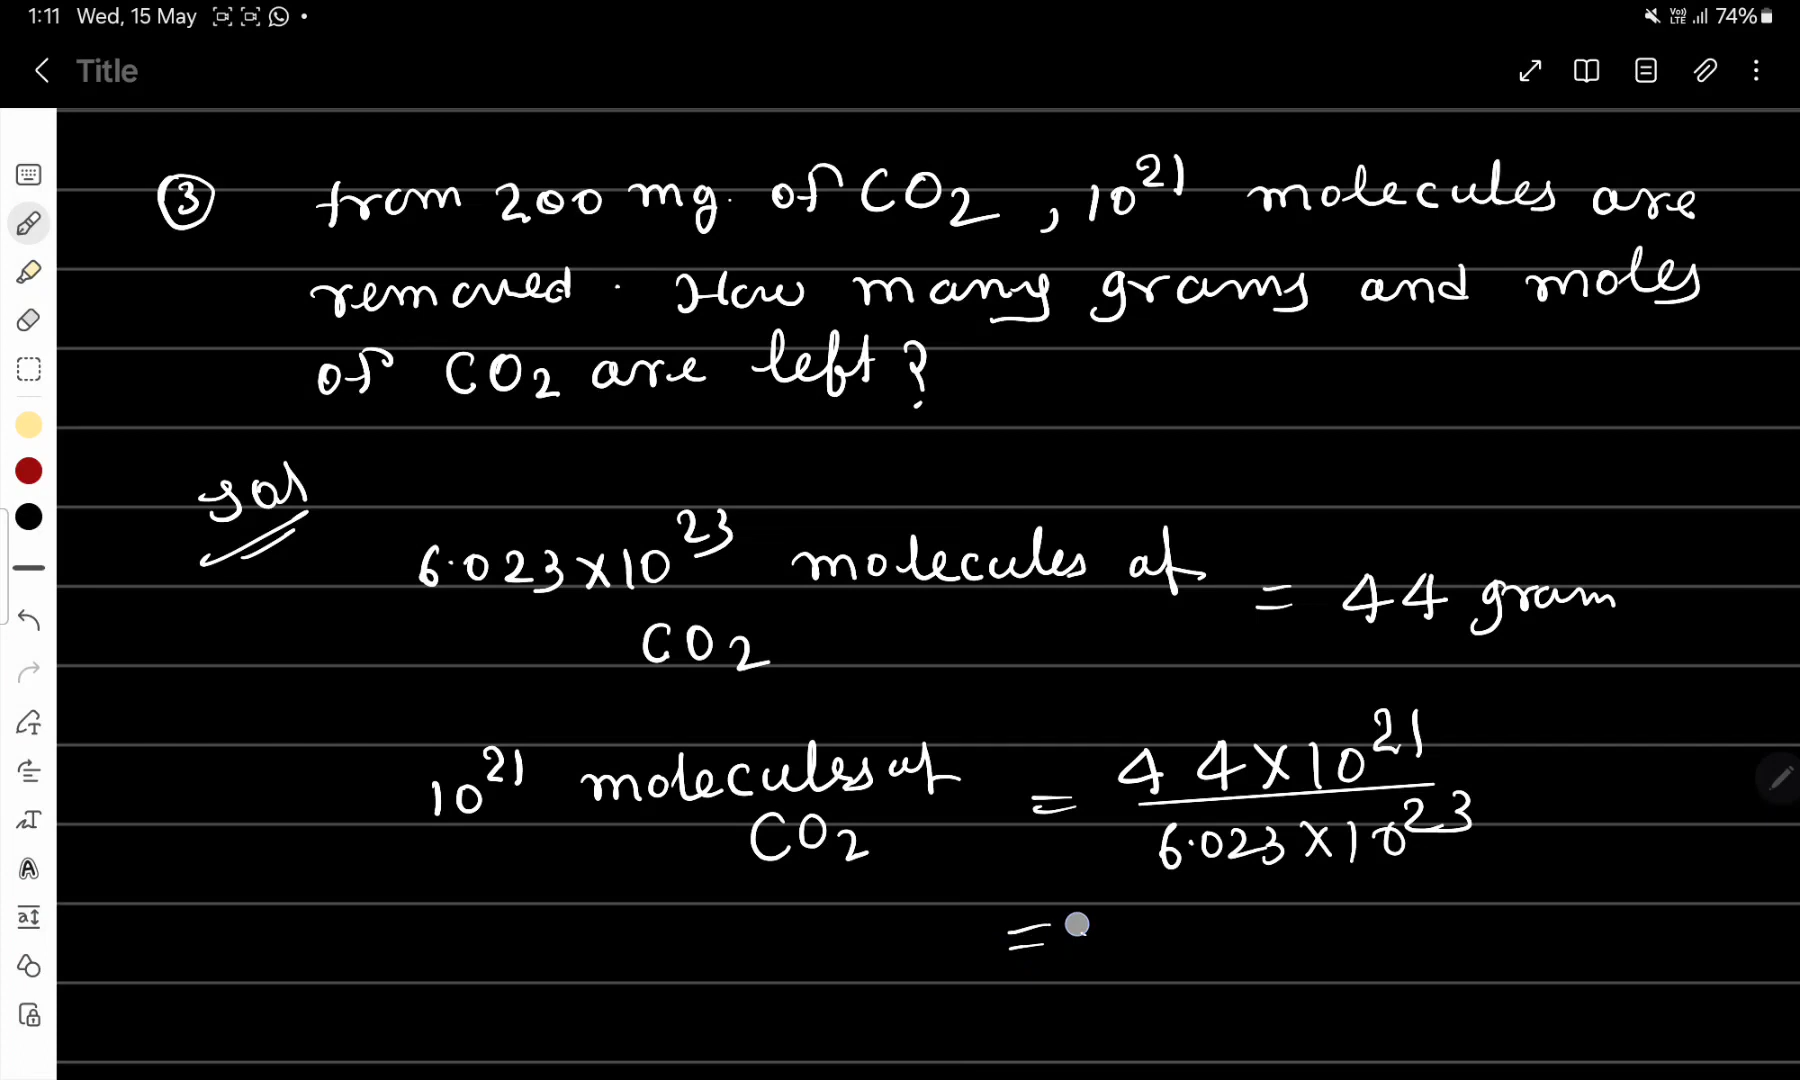 1:11 Wed, 15 May
74%
Title
③ from 200 mg. of CO2, 10^21 molecules are
removed. How many grams and moles
of CO2 are left?
Sol
6.023×10^23 molecules of
CO2
= 44 gram
10^21 molecules of
CO2
= 44×10^21
6.023×10^23
=